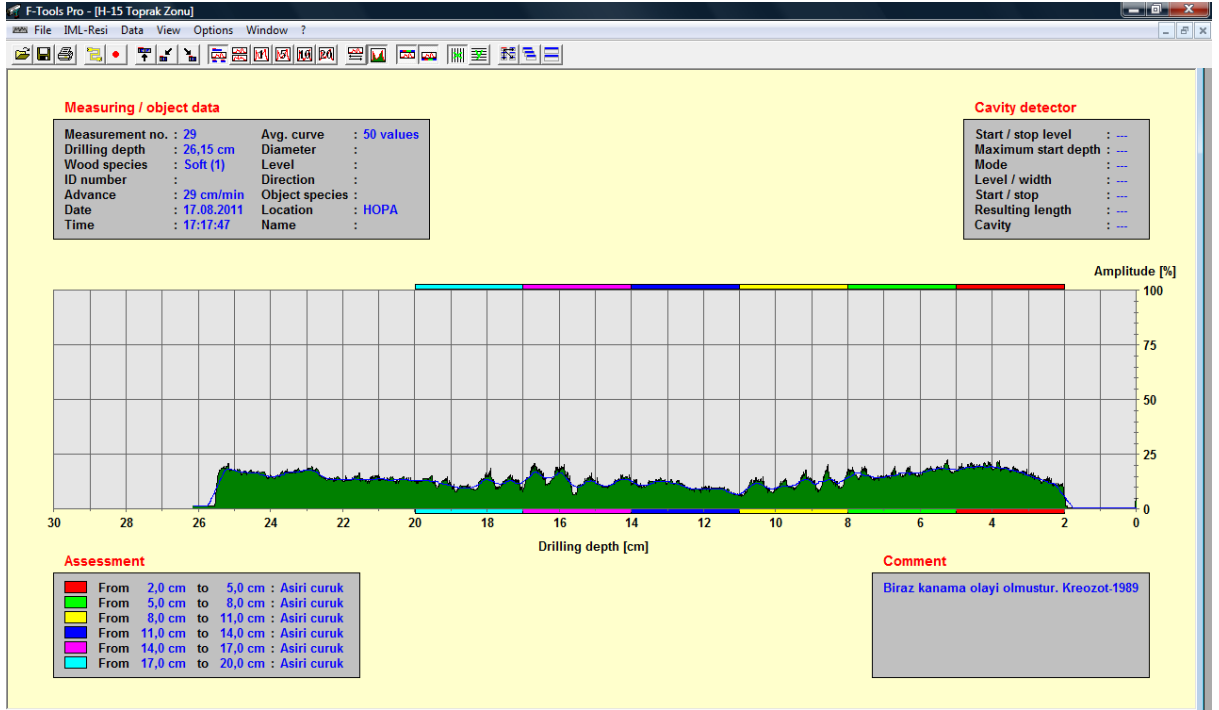 F-Tools Pro - [H-15 Toprak Zonu]
File IML-Resi Data View Options Window ?
Measuring / object data
Measurement no. : 29 Avg. curve : 50 values
Drilling depth : 26,15 cm Diameter :
Wood species : Soft (1) Level :
ID number : Direction :
Advance : 29 cm/min Object species :
Date : 17.08.2011 Location : HOPA
Time : 17:17:47 Name :
Cavity detector
Start / stop level : ---
Maximum start depth : ---
Mode : ---
Level / width : ---
Start / stop : ---
Resulting length : ---
Cavity : ---
Amplitude [%]
100
75
50
25
0
30 28 26 24 22 20 18 16 14 12 10 8 6 4 2 0
Drilling depth [cm]
Assessment
From 2,0 cm to 5,0 cm : Asiri curuk
From 5,0 cm to 8,0 cm : Asiri curuk
From 8,0 cm to 11,0 cm : Asiri curuk
From 11,0 cm to 14,0 cm : Asiri curuk
From 14,0 cm to 17,0 cm : Asiri curuk
From 17,0 cm to 20,0 cm : Asiri curuk
Comment
Biraz kanama olayi olmustur. Kreozot-1989